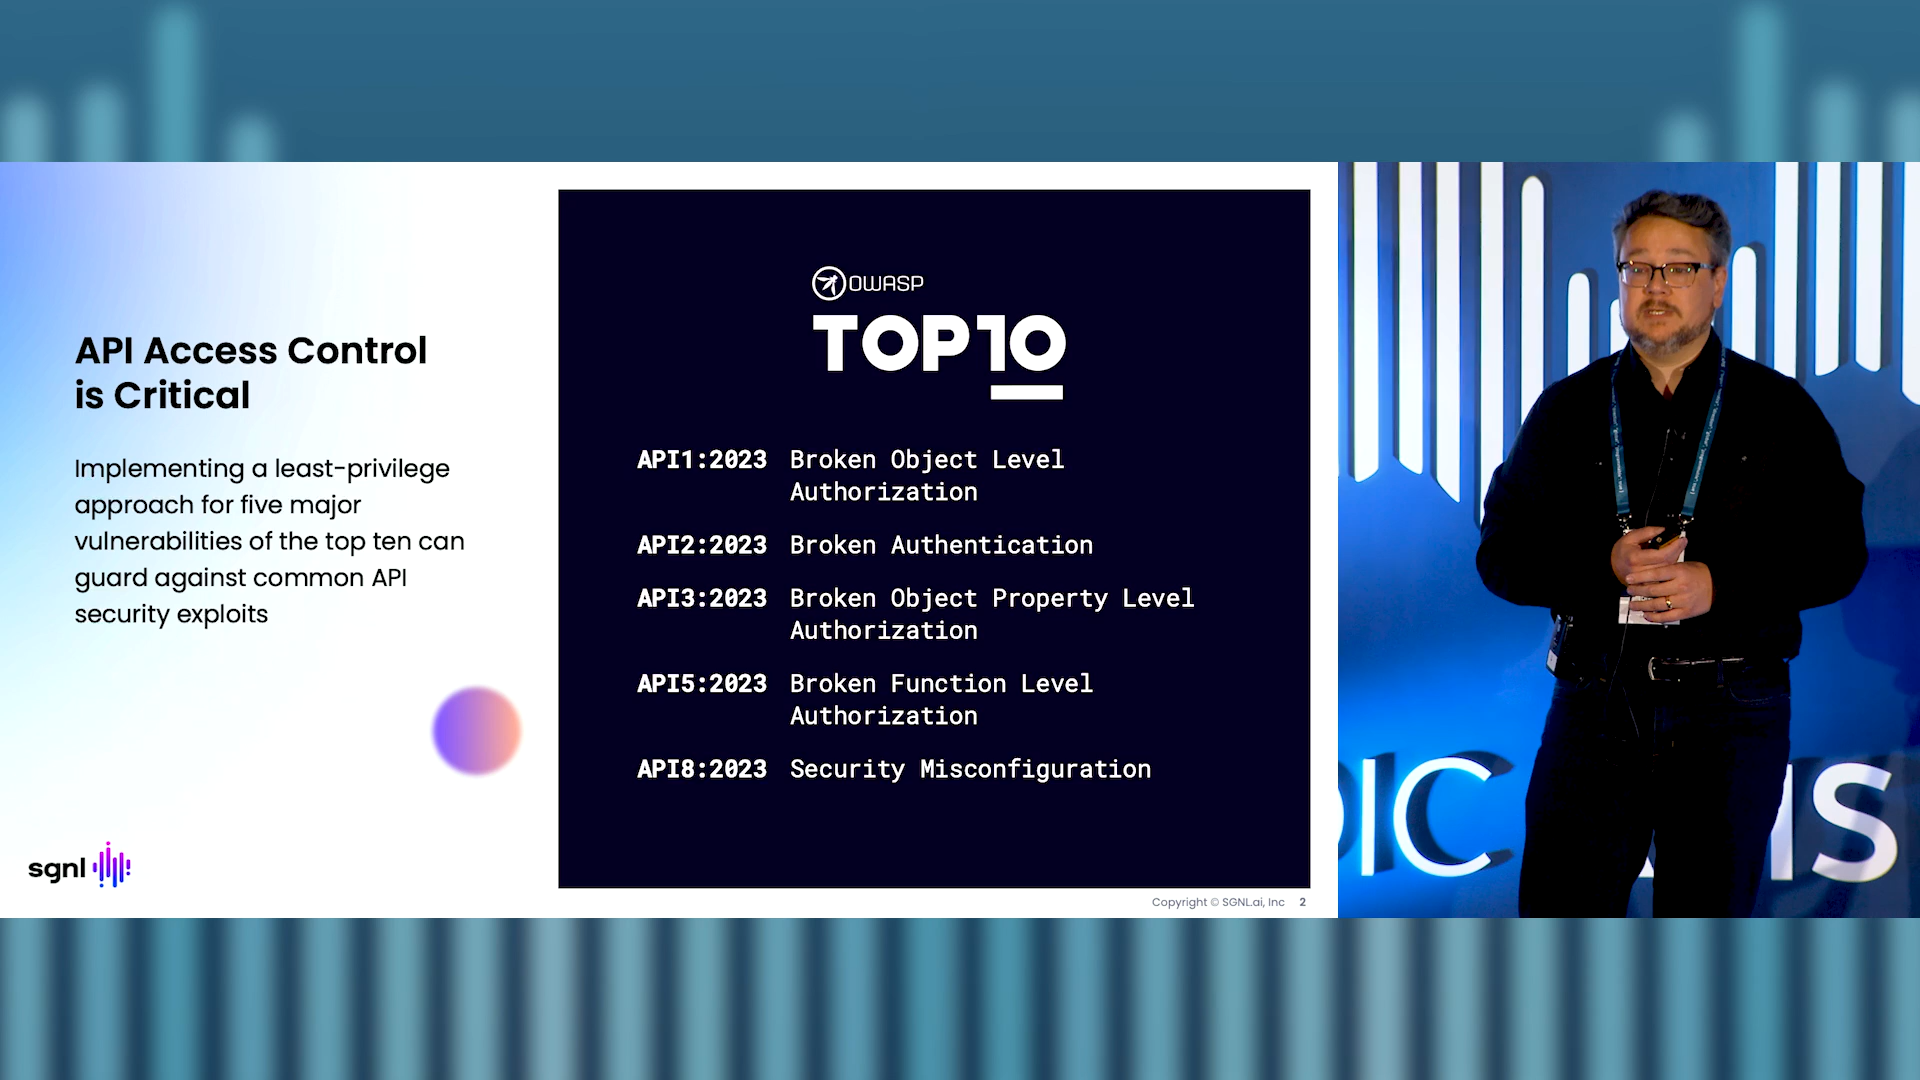 API Access Control
is Critical
Implementing a least-privilege
approach for five major
vulnerabilities of the top ten can
guard against common API
security exploits
sgnl
OWASP
TOP10
API1:2023 Broken Object Level
Authorization
API2:2023 Broken Authentication
API3:2023 Broken Object Property Level
Authorization
API5:2023 Broken Function Level
Authorization
API8:2023 Security Misconfiguration
Copyright © SGNL.ai, Inc 2
IC
IS